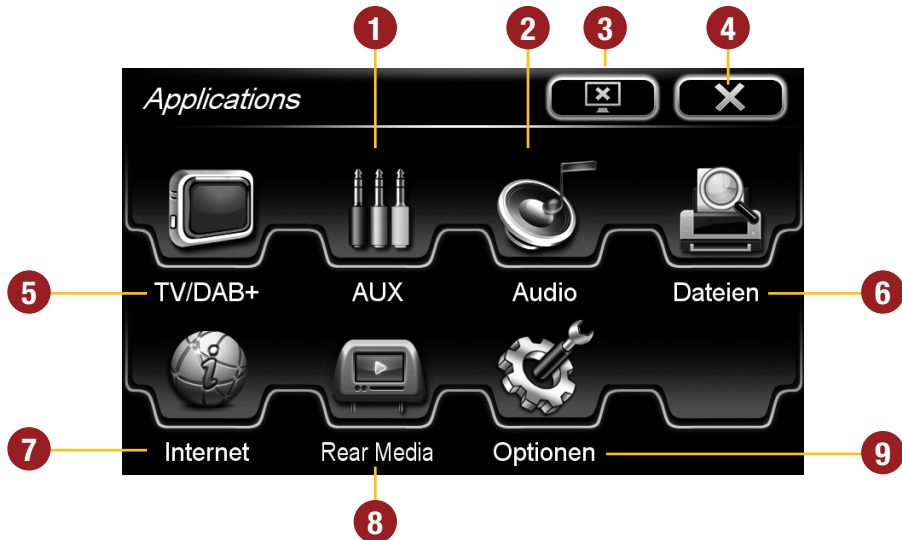 1 2 3 4
Applications
5 TV/DAB+ AUX Audio Dateien 6
7 Internet Rear Media Optionen 9
8